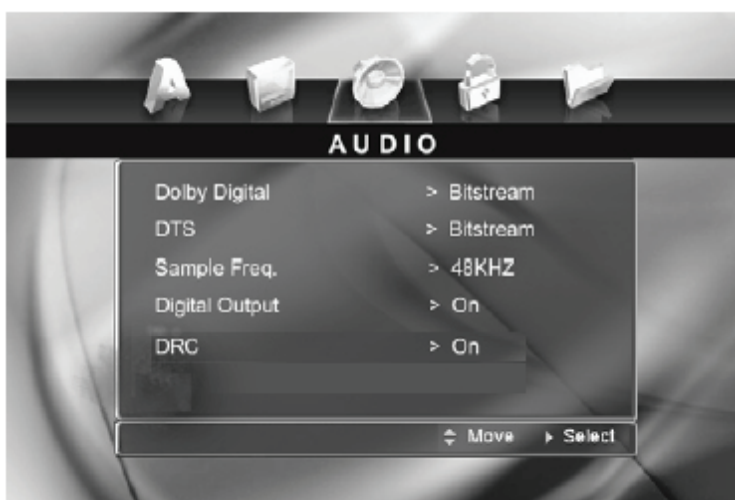 AUDIO
Dolby Digital > Bitstream
DTS > Bitstream
Sample Freq. > 48KHZ
Digital Output > On
DRC > On
Move Select